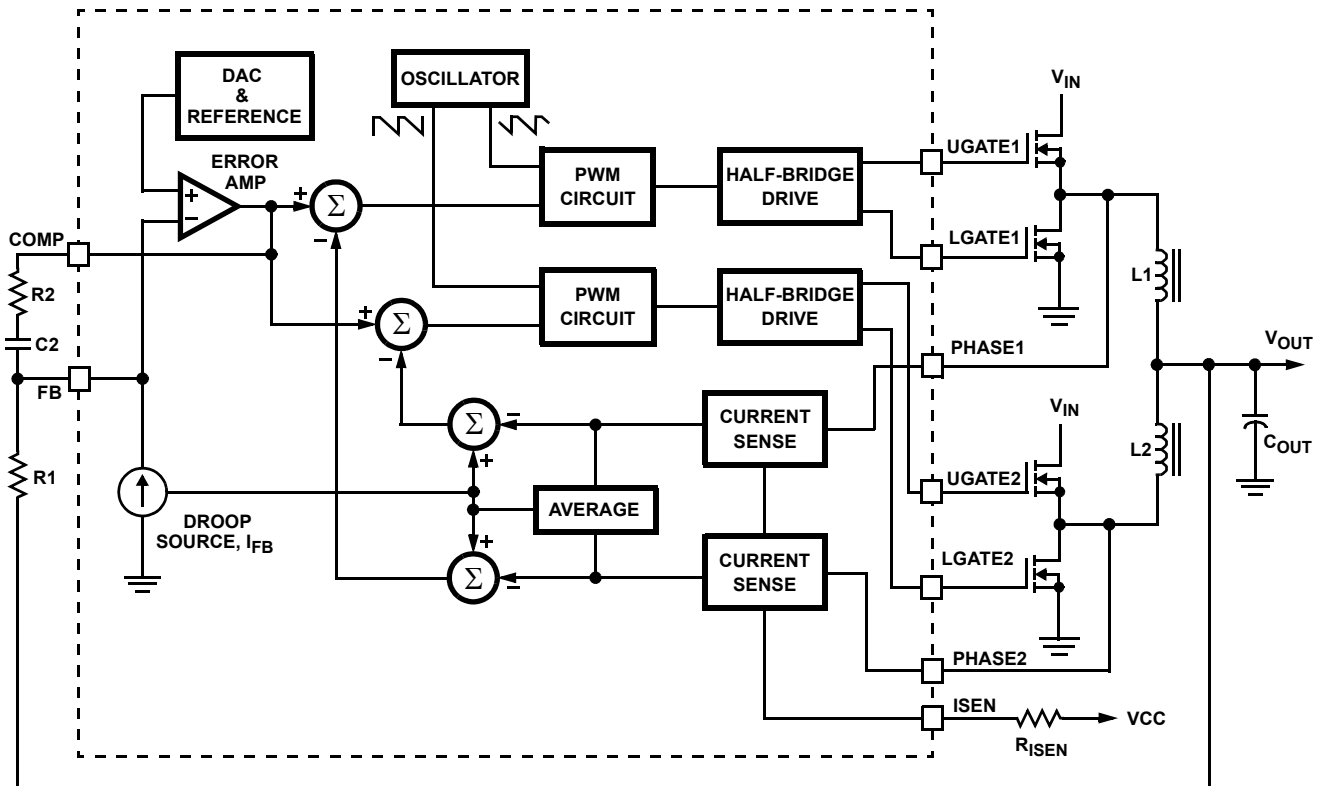 DAC
&
REFERENCE
OSCILLATOR
V_IN
ERROR
AMP
+
−
+
Σ
−
PWM
CIRCUIT
HALF-BRIDGE
DRIVE
UGATE1
LGATE1
COMP
R2
C2
FB
R1
+
Σ
−
PWM
CIRCUIT
HALF-BRIDGE
DRIVE
L1
PHASE1
V_OUT
Σ
−
+
CURRENT
SENSE
V_IN
L2
C_OUT
UGATE2
DROOP
SOURCE, I_FB
AVERAGE
+
Σ
−
CURRENT
SENSE
LGATE2
PHASE2
ISEN
R_ISEN
VCC